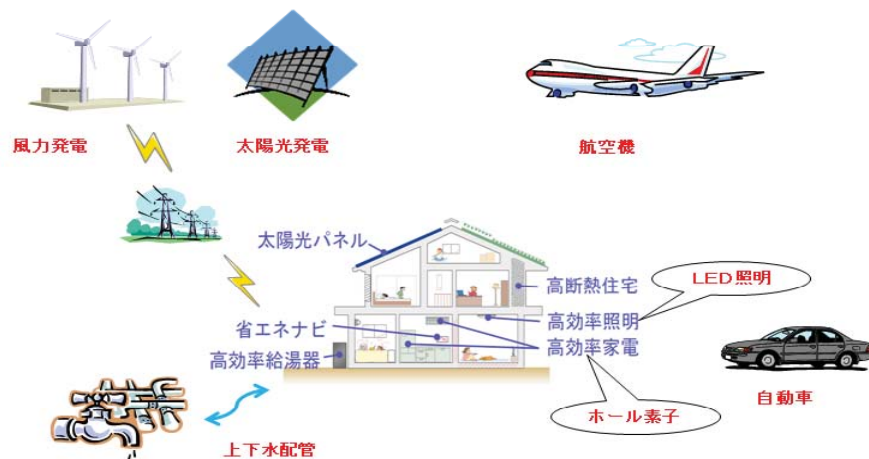 風力発電
太陽光発電
航空機
太陽光パネル
高断熱住宅
LED照明
省エネナビ
高効率照明
高効率給湯器
高効率家電
自動車
ホール素子
上下水配管